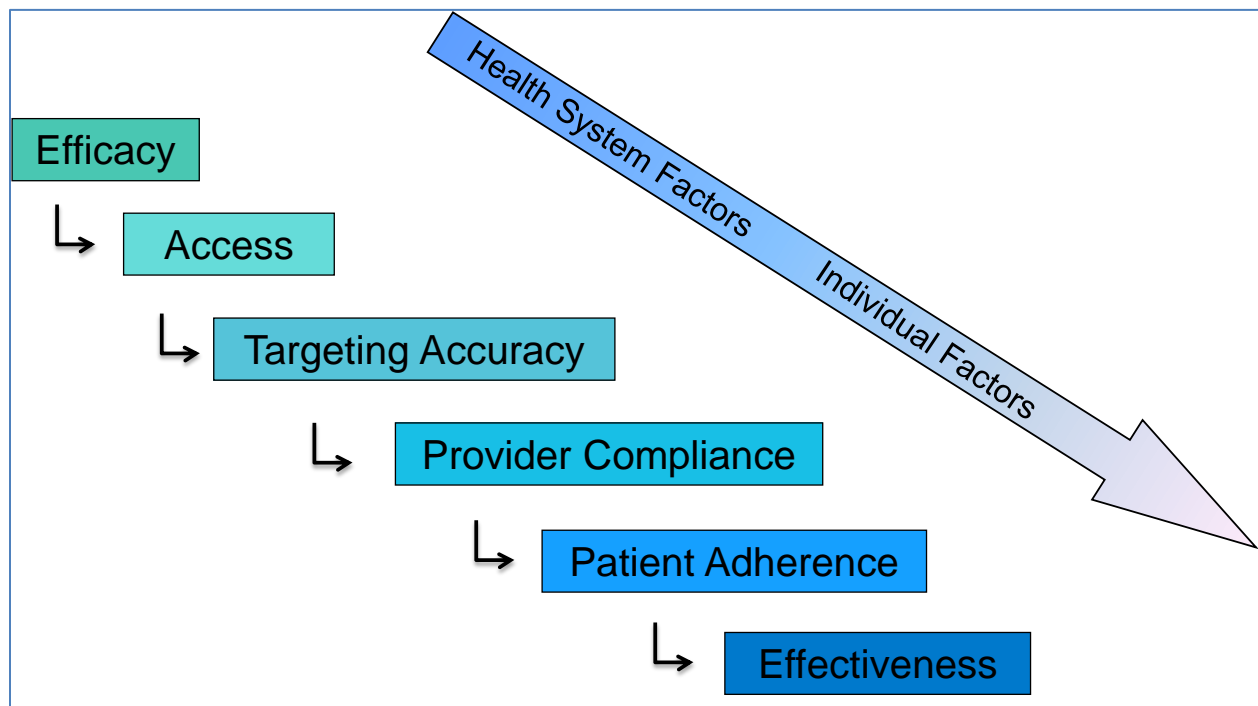 Health System Factors
Individual Factors
Efficacy
Access
Targeting Accuracy
Provider Compliance
Patient Adherence
Effectiveness